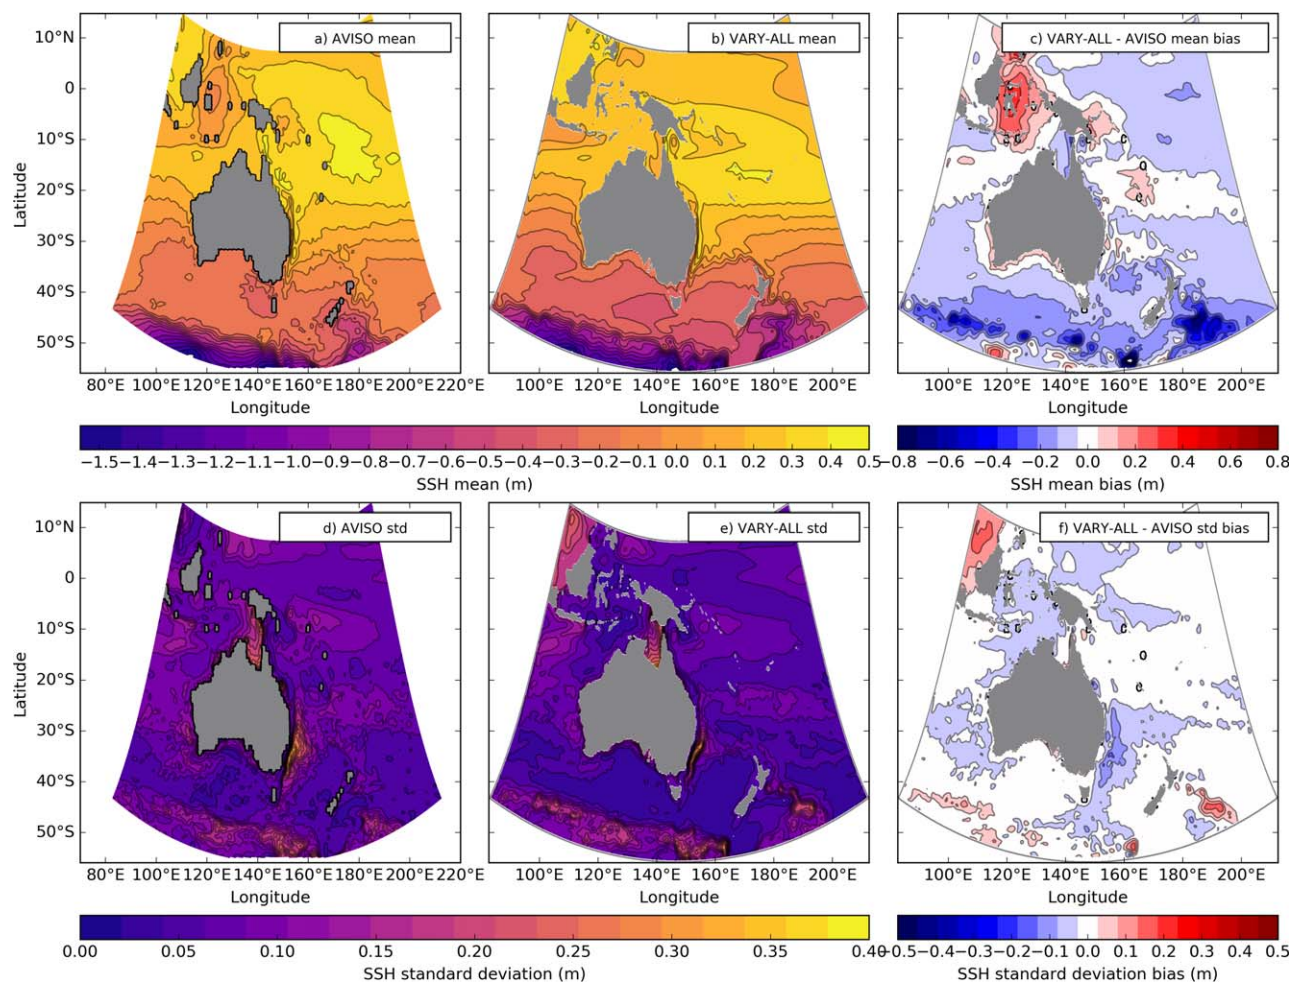 a) AVISO mean
b) VARY-ALL mean
c) VARY-ALL - AVISO mean bias
10°N
0
10°S
20°S
30°S
40°S
50°S
Latitude
80°E 100°E 120°E 140°E 160°E 180°E 200°E 220°E
100°E 120°E 140°E 160°E 180°E 200°E
100°E 120°E 140°E 160°E 180°E 200°E
Longitude
Longitude
Longitude
−1.5 −1.4 −1.3 −1.2 −1.1 −1.0 −0.9 −0.8 −0.7 −0.6 −0.5 −0.4 −0.3 −0.2 −0.1 0.0 0.1 0.2 0.3 0.4 0.5
SSH mean (m)
−0.8 −0.6 −0.4 −0.2 0.0 0.2 0.4 0.6 0.8
SSH mean bias (m)
d) AVISO std
e) VARY-ALL std
f) VARY-ALL - AVISO std bias
10°N
0
10°S
20°S
30°S
40°S
50°S
Latitude
80°E 100°E 120°E 140°E 160°E 180°E 200°E 220°E
100°E 120°E 140°E 160°E 180°E 200°E
100°E 120°E 140°E 160°E 180°E 200°E
Longitude
Longitude
Longitude
0.00 0.05 0.10 0.15 0.20 0.25 0.30 0.35 0.40
SSH standard deviation (m)
−0.5 −0.4 −0.3 −0.2 −0.1 0.0 0.1 0.2 0.3 0.4 0.5
SSH standard deviation bias (m)